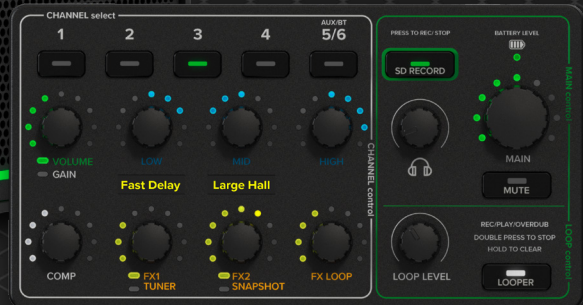 CHANNEL select
1
2
3
4
AUX/BT
5/6
PRESS TO REC/ STOP
SD RECORD
BATTERY LEVEL
MAIN control
VOLUME
GAIN
LOW
MID
HIGH
CHANNEL control
MAIN
MUTE
Fast Delay
Large Hall
COMP
FX1
TUNER
FX2
SNAPSHOT
FX LOOP
LOOP LEVEL
REC/PLAY/OVERDUB
DOUBLE PRESS TO STOP
HOLD TO CLEAR
LOOPER
LOOP control